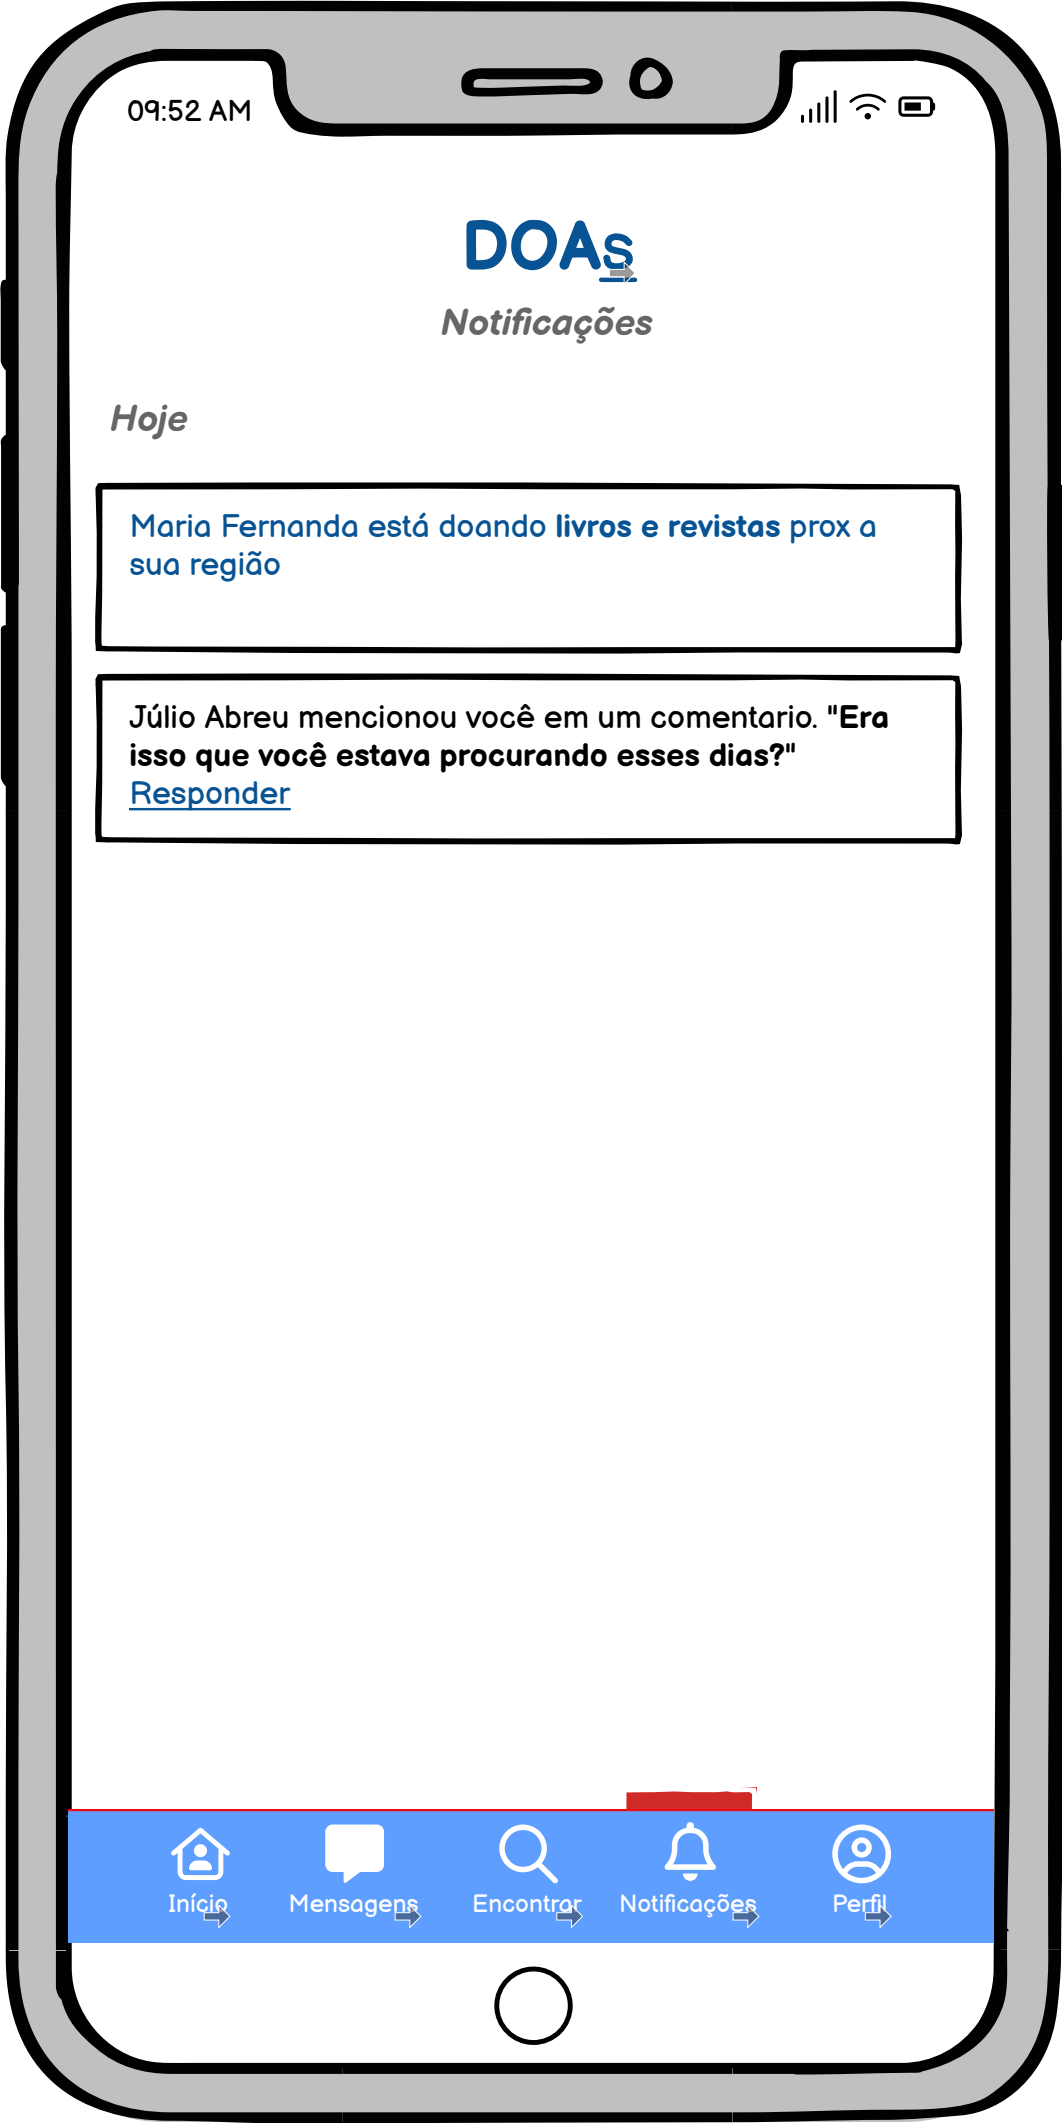 09:52 AM
DOAs
Notificações
Hoje
Maria Fernanda está doando livros e revistas prox a
sua região
Júlio Abreu mencionou você em um comentario. "Era
isso que você estava procurando esses dias?"
Responder
Início Mensagens Encontrar Notificações Perfil